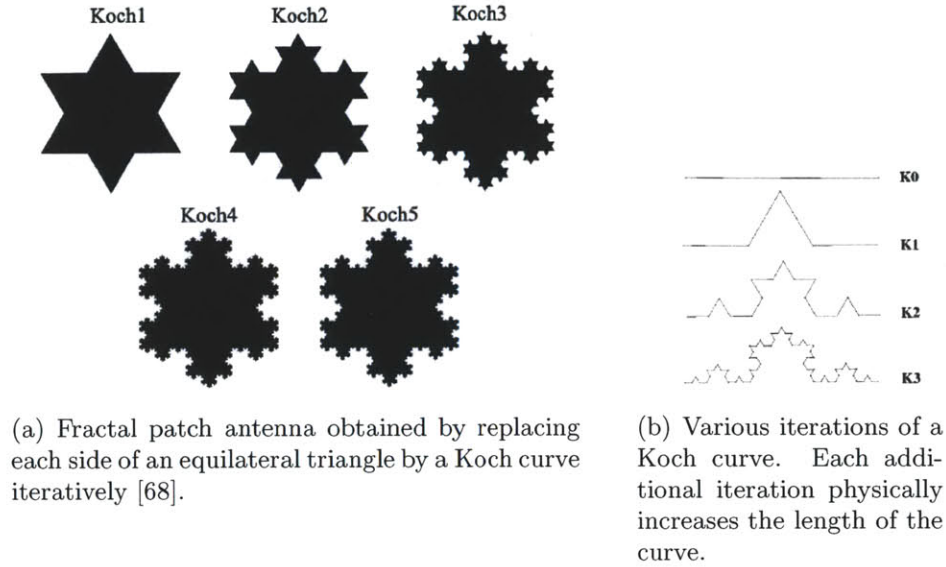 Koch1
Koch2
Koch3
Koch4
Koch5
(a) Fractal patch antenna obtained by replacing
each side of an equilateral triangle by a Koch curve
iteratively [68].
K0
K1
K2
K3
(b) Various iterations of a
Koch curve. Each addi-
tional iteration physically
increases the length of the
curve.